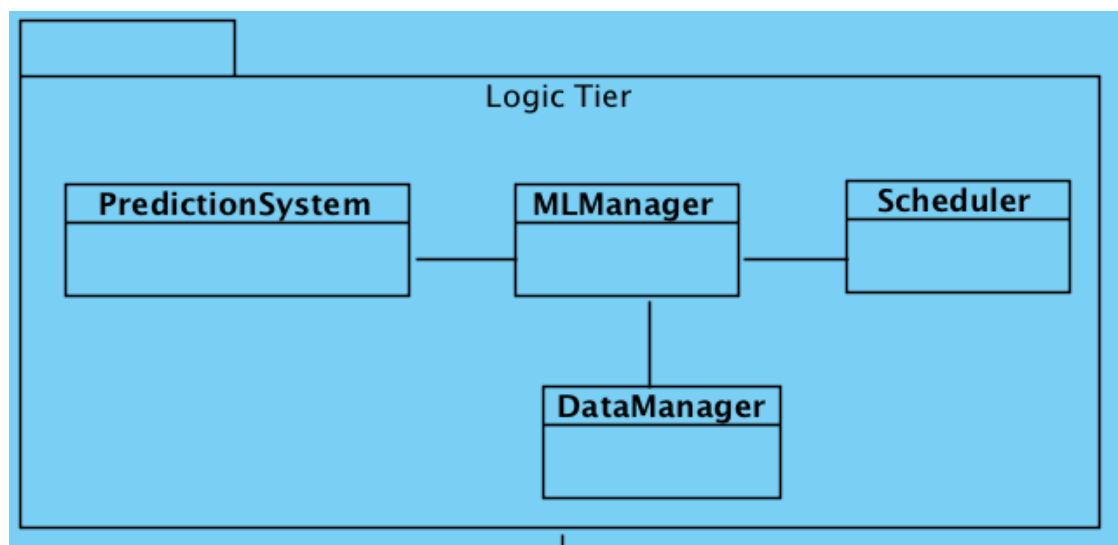 Logic Tier
PredictionSystem
MLManager
Scheduler
DataManager